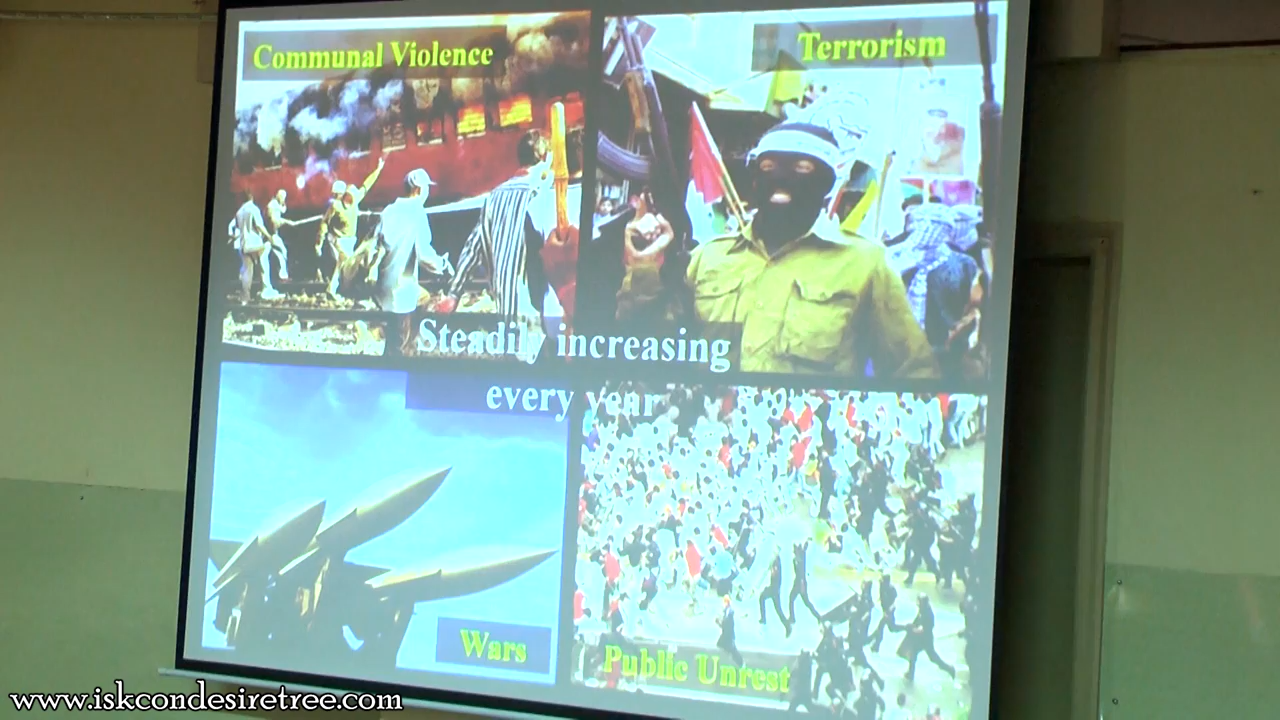 Communal Violence
Terrorism
Steadily increasing
every year
Wars
Public Unrest
www.iskcondesiretree.com